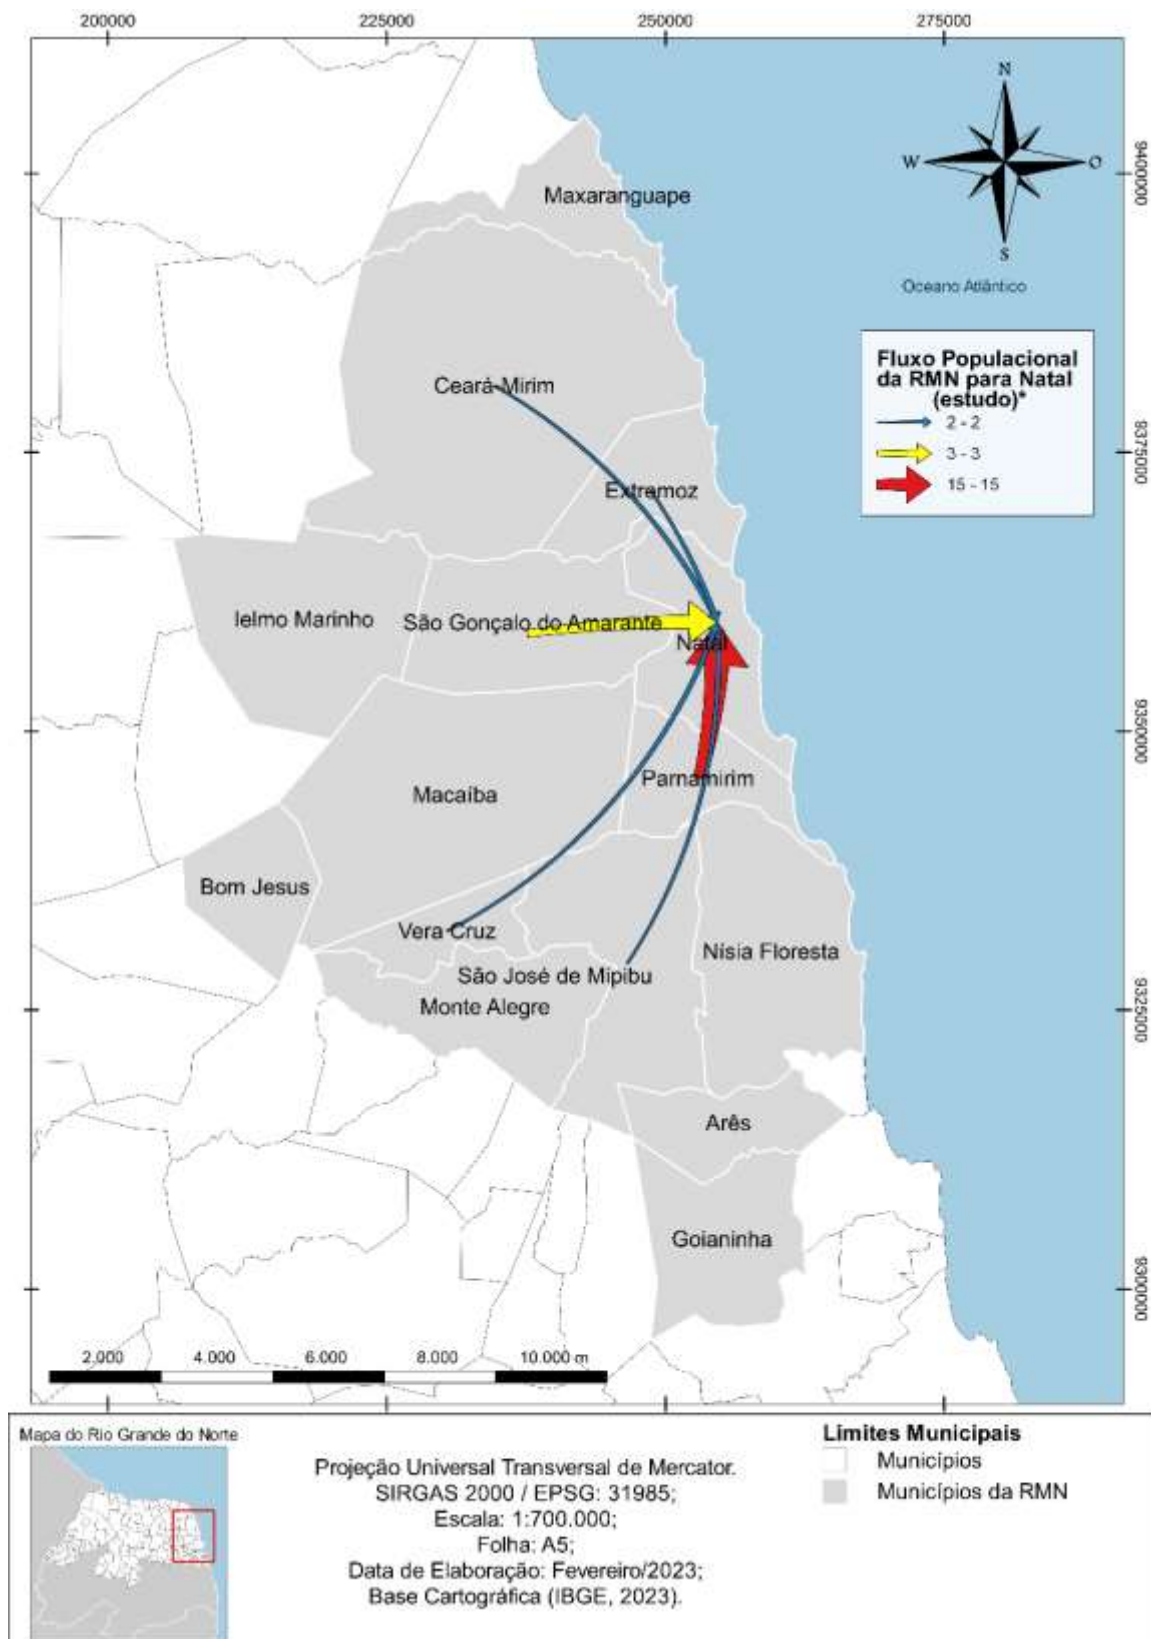 200000 225000 250000 275000
N
W O
S
9400000
Maxaranguape
Oceano Atlântico
Fluxo Populacional
da RMN para Natal
(estudo)*
2 - 2
3 - 3
15 - 15
Ceará-Mirim
9375000
Extremoz
Ielmo Marinho
São Gonçalo do Amarante
Natal
9350000
Parnamirim
Macaíba
Bom Jesus
Vera Cruz
Nísia Floresta
São José de Mipibu
Monte Alegre
9325000
Arês
Goianinha
9300000
2.000 4.000 6.000 8.000 10.000 m
Mapa do Rio Grande do Norte
Projeção Universal Transversal de Mercator.
SIRGAS 2000 / EPSG: 31985;
Escala: 1:700.000;
Folha: A5;
Data de Elaboração: Fevereiro/2023;
Base Cartográfica (IBGE, 2023).
Límites Municipais
Municípios
Municípios da RMN